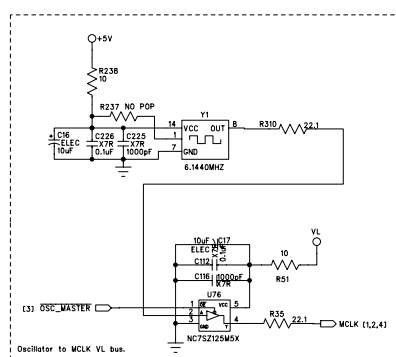 +5V
R238
10
R237 NO POP
Y1
14 VCC OUT 8
1
7 GND
6.1440MHZ
R310 22.1
C16
ELEC
10uF
C226
X7R
0.1uF
C225
X7R
1000pF
10uF C17
ELEC
X7R
0.1uF
C112
C116 1000pF
X7R
VL
10
R51
U76
[3] OSC_MASTER
1 OE VCC 5
2 A
3 GND Y 4
NC7SZ125M5X
R35 22.1
MCLK [1,2,4]
Oscillator to MCLK VL bus.